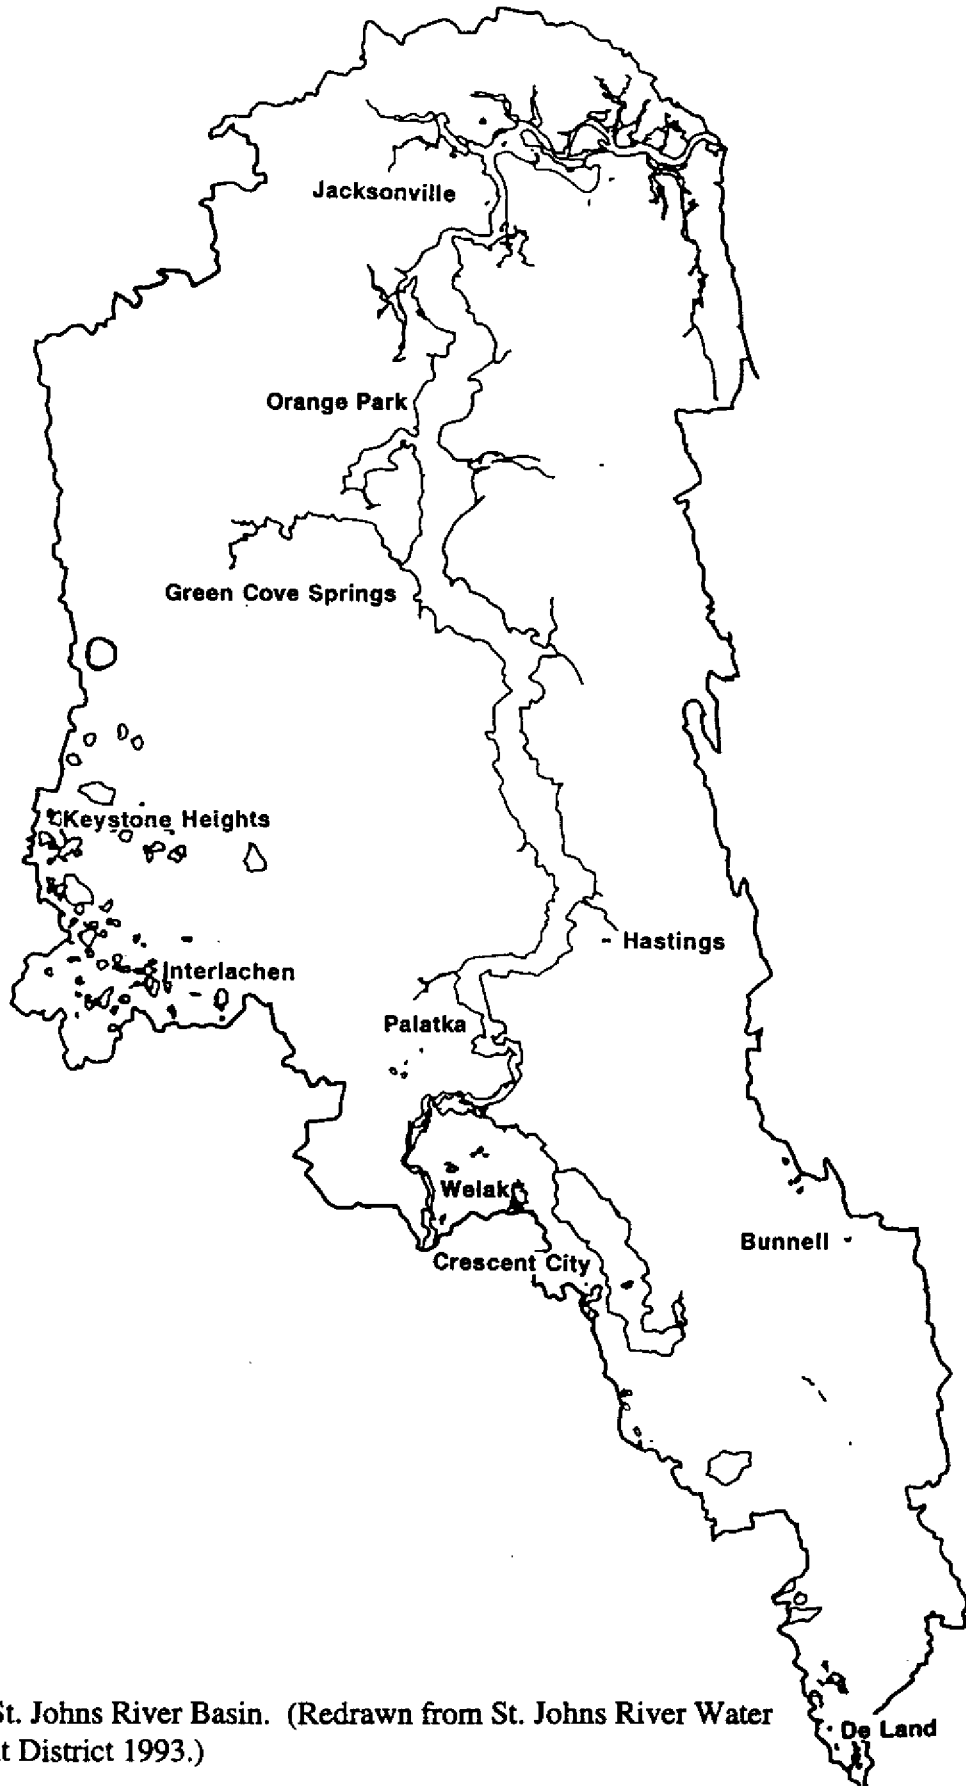 Jacksonville
Orange Park
Green Cove Springs
Keystone Heights
Hastings
Interlachen
Palatka
Welak
Bunnell
Crescent City
St. Johns River Basin. (Redrawn from St. Johns River Water
t District 1993.)
De Land